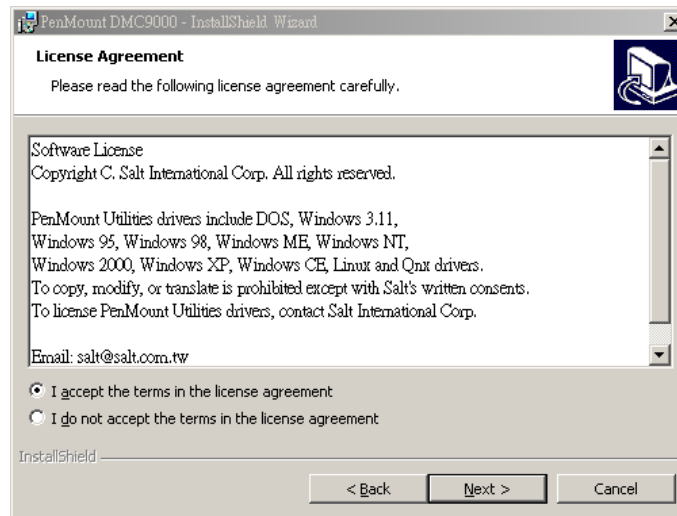 PenMount DMC9000 - InstallShield Wizard
License Agreement
Please read the following license agreement carefully.
Software License
Copyright C. Salt International Corp. All rights reserved.
PenMount Utilities drivers include DOS, Windows 3.11,
Windows 95, Windows 98, Windows ME, Windows NT,
Windows 2000, Windows XP, Windows CE, Linux and Qnx drivers.
To copy, modify, or translate is prohibited except with Salt's written consents.
To license PenMount Utilities drivers, contact Salt International Corp.
Email: salt@salt.com.tw
I accept the terms in the license agreement
I do not accept the terms in the license agreement
InstallShield
< Back Next > Cancel